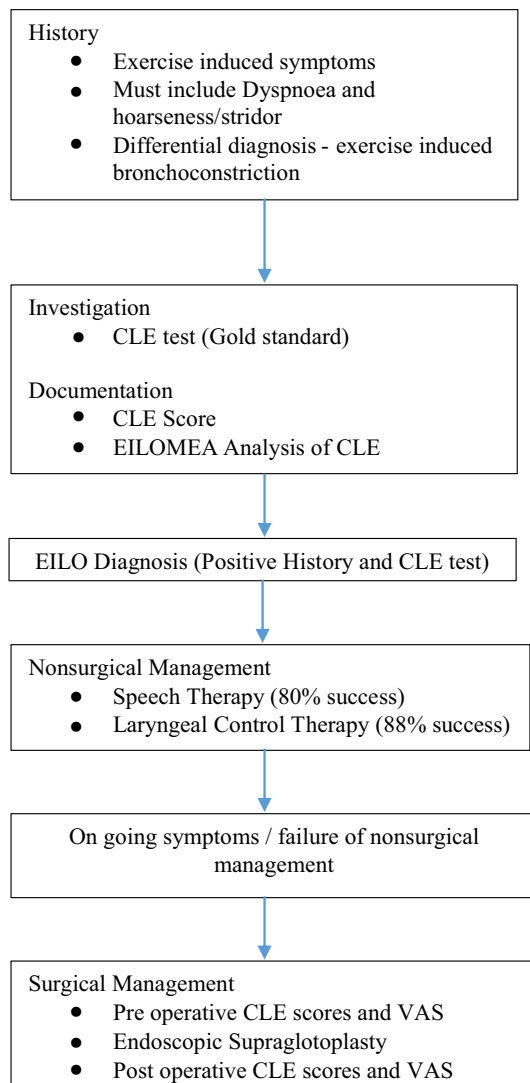 History
● Exercise induced symptoms
● Must include Dyspnoea and
hoarseness/stridor
● Differential diagnosis - exercise induced
bronchoconstriction
Investigation
● CLE test (Gold standard)
Documentation
● CLE Score
● EILOMEA Analysis of CLE
EILO Diagnosis (Positive History and CLE test)
Nonsurgical Management
● Speech Therapy (80% success)
● Laryngeal Control Therapy (88% success)
On going symptoms / failure of nonsurgical
management
Surgical Management
● Pre operative CLE scores and VAS
● Endoscopic Supraglotoplasty
● Post operative CLE scores and VAS